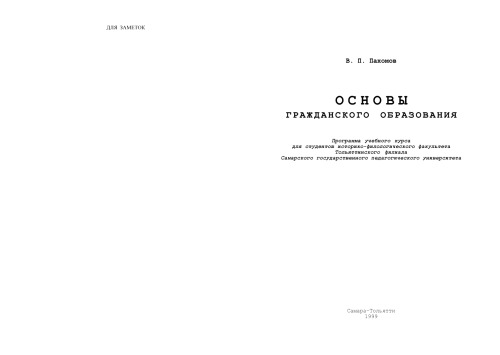 ДЛЯ ЗАМЕТОК
В. П. Пахомов
ОСНОВЫ
ГРАЖДАНСКОГО ОБРАЗОВАНИЯ
Программа учебного курса
для студентов историко-филологического факультета
Тольяттинского филиала
Самарского государственного педагогического университета
Самара-Тольятти
1999